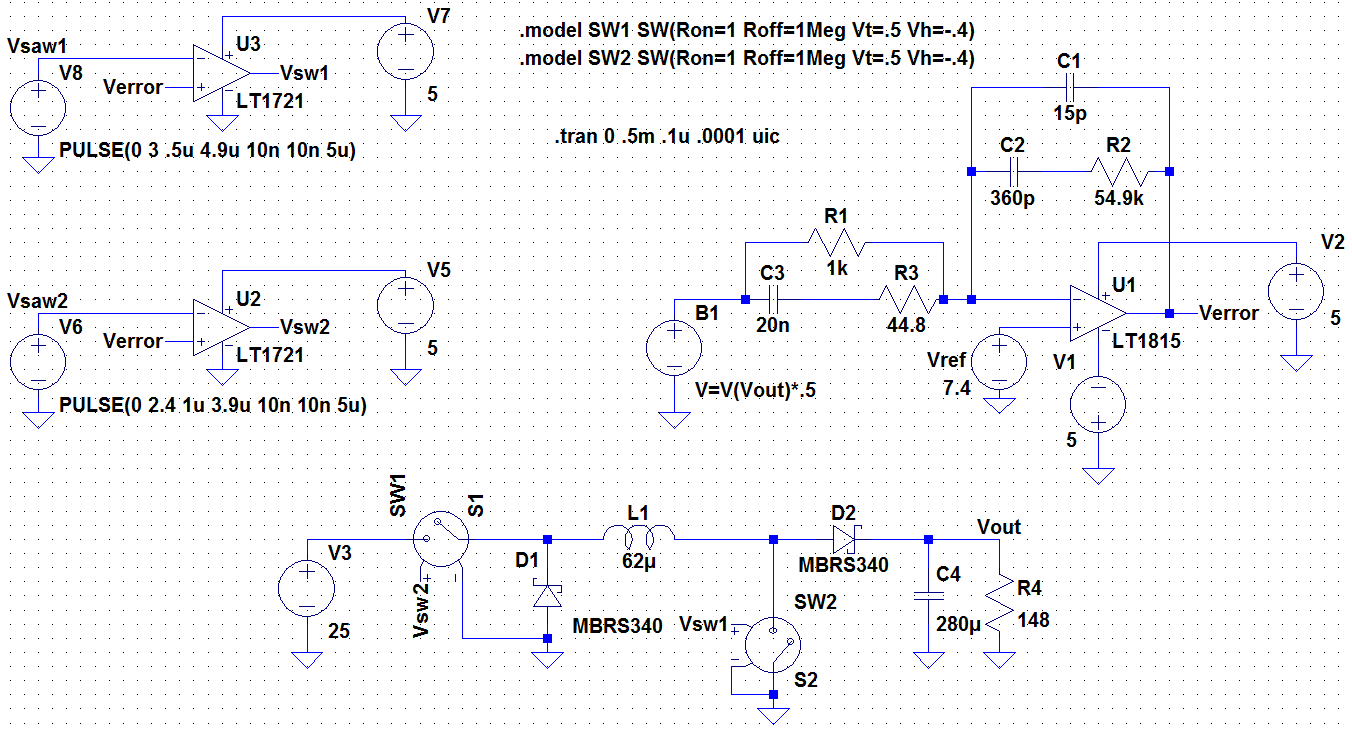 V7
.model SW1 SW(Ron=1 Roff=1Meg Vt=.5 Vh=-.4)
Vsaw1
U3
.model SW2 SW(Ron=1 Roff=1Meg Vt=.5 Vh=-.4)
C1
V8
Vsw1
Verror
LT1721
5
15p
.tran 0 .5m .1u .0001 uic
PULSE(0 3 .5u 4.9u 10n 10n 5u)
C2
R2
360p
54.9k
R1
V2
1k
V5
C3
R3
U1
Vsaw2
U2
B1
V6
Vsw2
20n
44.8
Verror
5
Verror
LT1721
5
LT1815
Vref
V1
7.4
V=V(Vout)*.5
PULSE(0 2.4 1u 3.9u 10n 10n 5u)
5
SW1
S1
L1
D2
Vout
V3
D1
62µ
MBRS340
C4
R4
Vsw2
SW2
280µ
148
25
MBRS340
Vsw1
S2